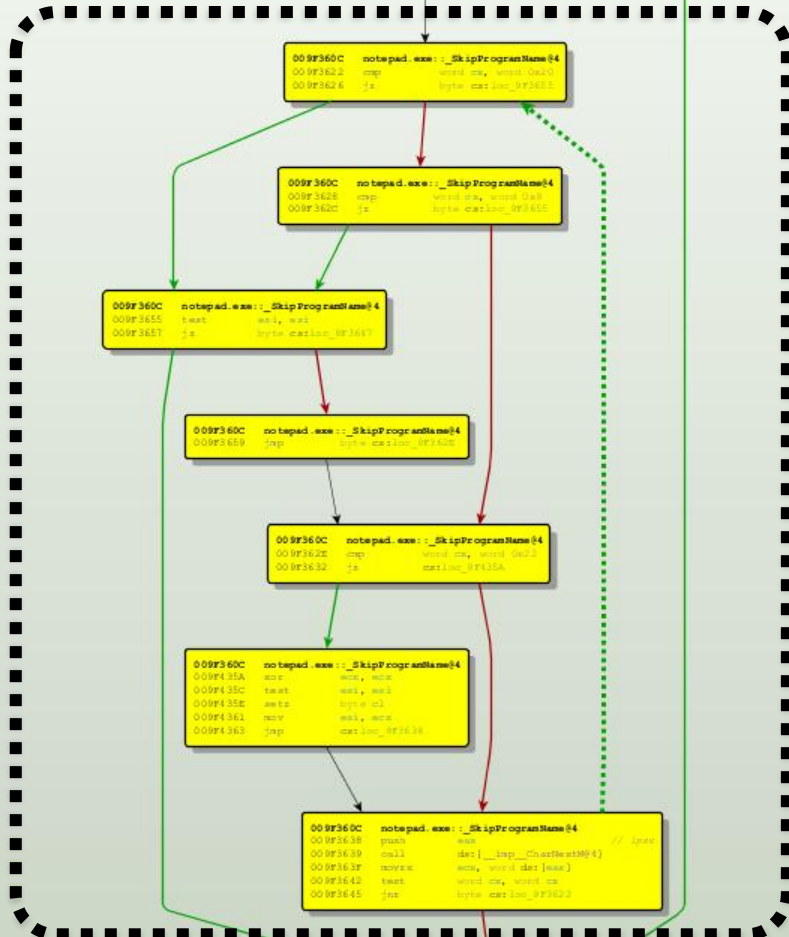 009F360C notepad.exe::_SkipProgramName@4
009F3622 cmp word cx, word 0x20
009F3626 jz byte cs:loc_9F3655
009F360C notepad.exe::_SkipProgramName@4
009F3628 cmp word cx, word 0x9
009F362C jz byte cs:loc_9F3655
009F360C notepad.exe::_SkipProgramName@4
009F3655 test esi, esi
009F3657 jz byte cs:loc_9F3647
009F360C notepad.exe::_SkipProgramName@4
009F3659 jmp byte cs:loc_9F362E
009F360C notepad.exe::_SkipProgramName@4
009F362E cmp word cx, word 0x22
009F3632 jz cs:loc_9F435A
009F360C notepad.exe::_SkipProgramName@4
009F435A xor ecx, ecx
009F435C test esi, esi
009F435E setz byte cl
009F4361 mov esi, ecx
009F4363 jmp cs:loc_9F3638
009F360C notepad.exe::_SkipProgramName@4
009F3638 push eax // lpsz
009F3639 call ds:[__imp__CharNextW@4]
009F363F movzx ecx, word ds:[eax]
009F3642 test word cx, word cx
009F3645 jnz byte cs:loc_9F3622